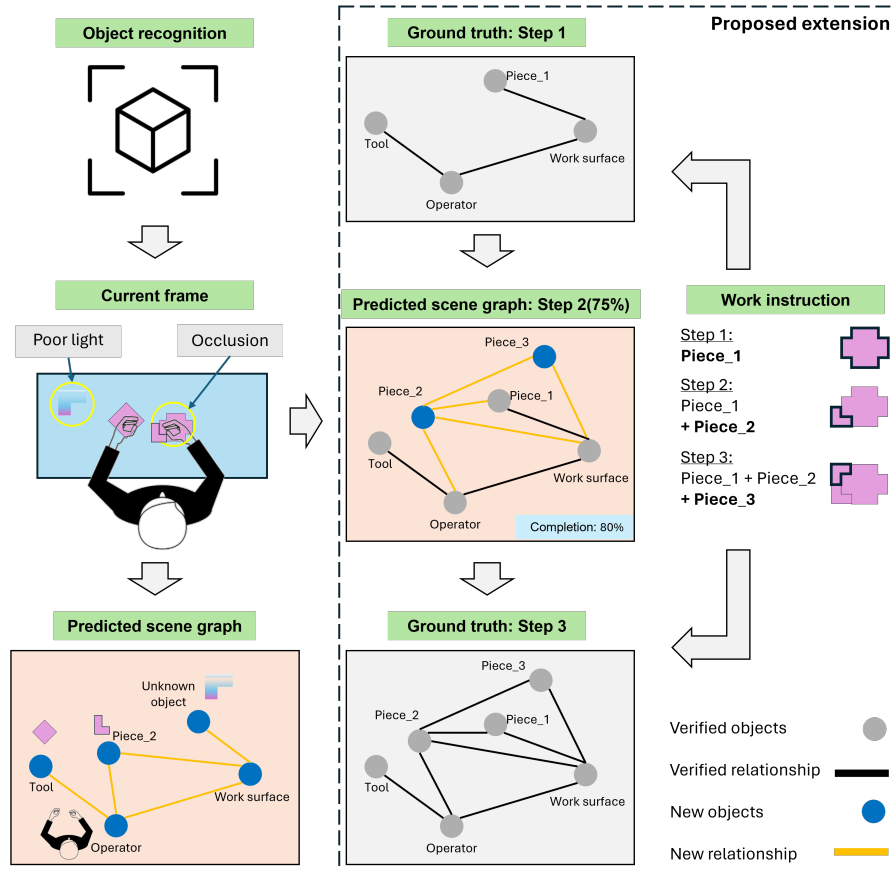 Object recognition
Current frame
Poor light
Occlusion
Predicted scene graph
Unknown
object
Piece_2
Tool
Work surface
Operator
Proposed extension
Ground truth: Step 1
Piece_1
Tool
Work surface
Operator
Predicted scene graph: Step 2(75%)
Piece_3
Piece_2
Piece_1
Tool
Work surface
Operator
Completion: 80%
Ground truth: Step 3
Piece_3
Piece_2
Piece_1
Tool
Work surface
Operator
Work instruction
Step 1:
Piece_1
Step 2:
Piece_1
+ Piece_2
Step 3:
Piece_1 + Piece_2
+ Piece_3
Verified objects
Verified relationship
New objects
New relationship